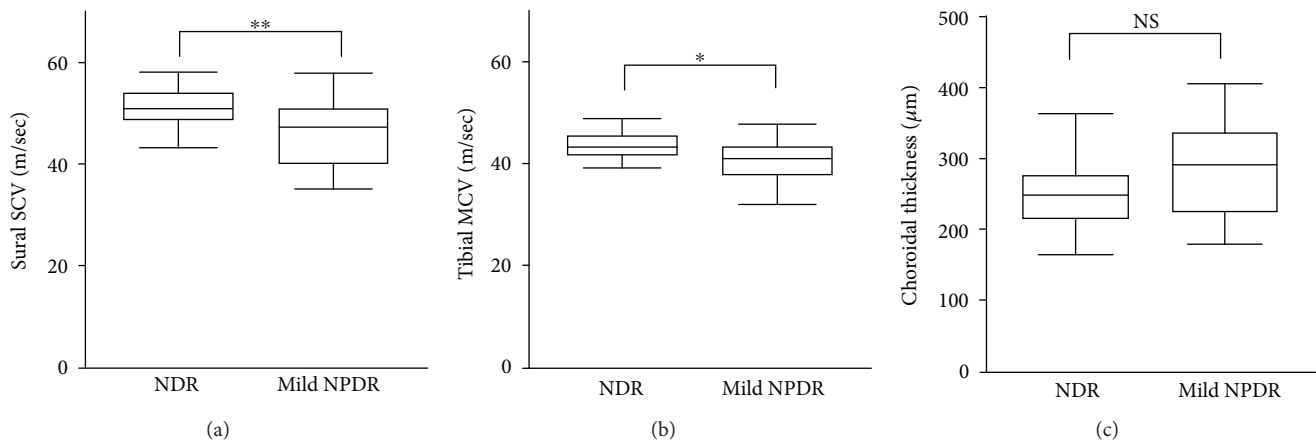 **
60
40
20
0
Sural SCV (m/sec)
NDR
Mild NPDR
(a)
*
60
40
20
0
Tibial MCV (m/sec)
NDR
Mild NPDR
(b)
NS
500
400
300
200
100
0
Choroidal thickness (μm)
NDR
Mild NPDR
(c)